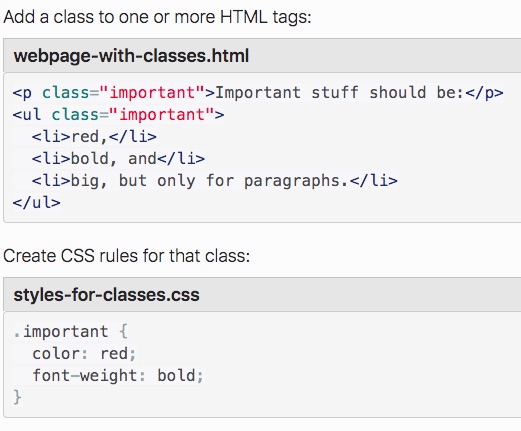 Add a class to one or more HTML tags:
webpage-with-classes.html
<p class="important">Important stuff should be:</p>
<ul class="important">
  <li>red,</li>
  <li>bold, and</li>
  <li>big, but only for paragraphs.</li>
</ul>
Create CSS rules for that class:
styles-for-classes.css
.important {
  color: red;
  font-weight: bold;
}